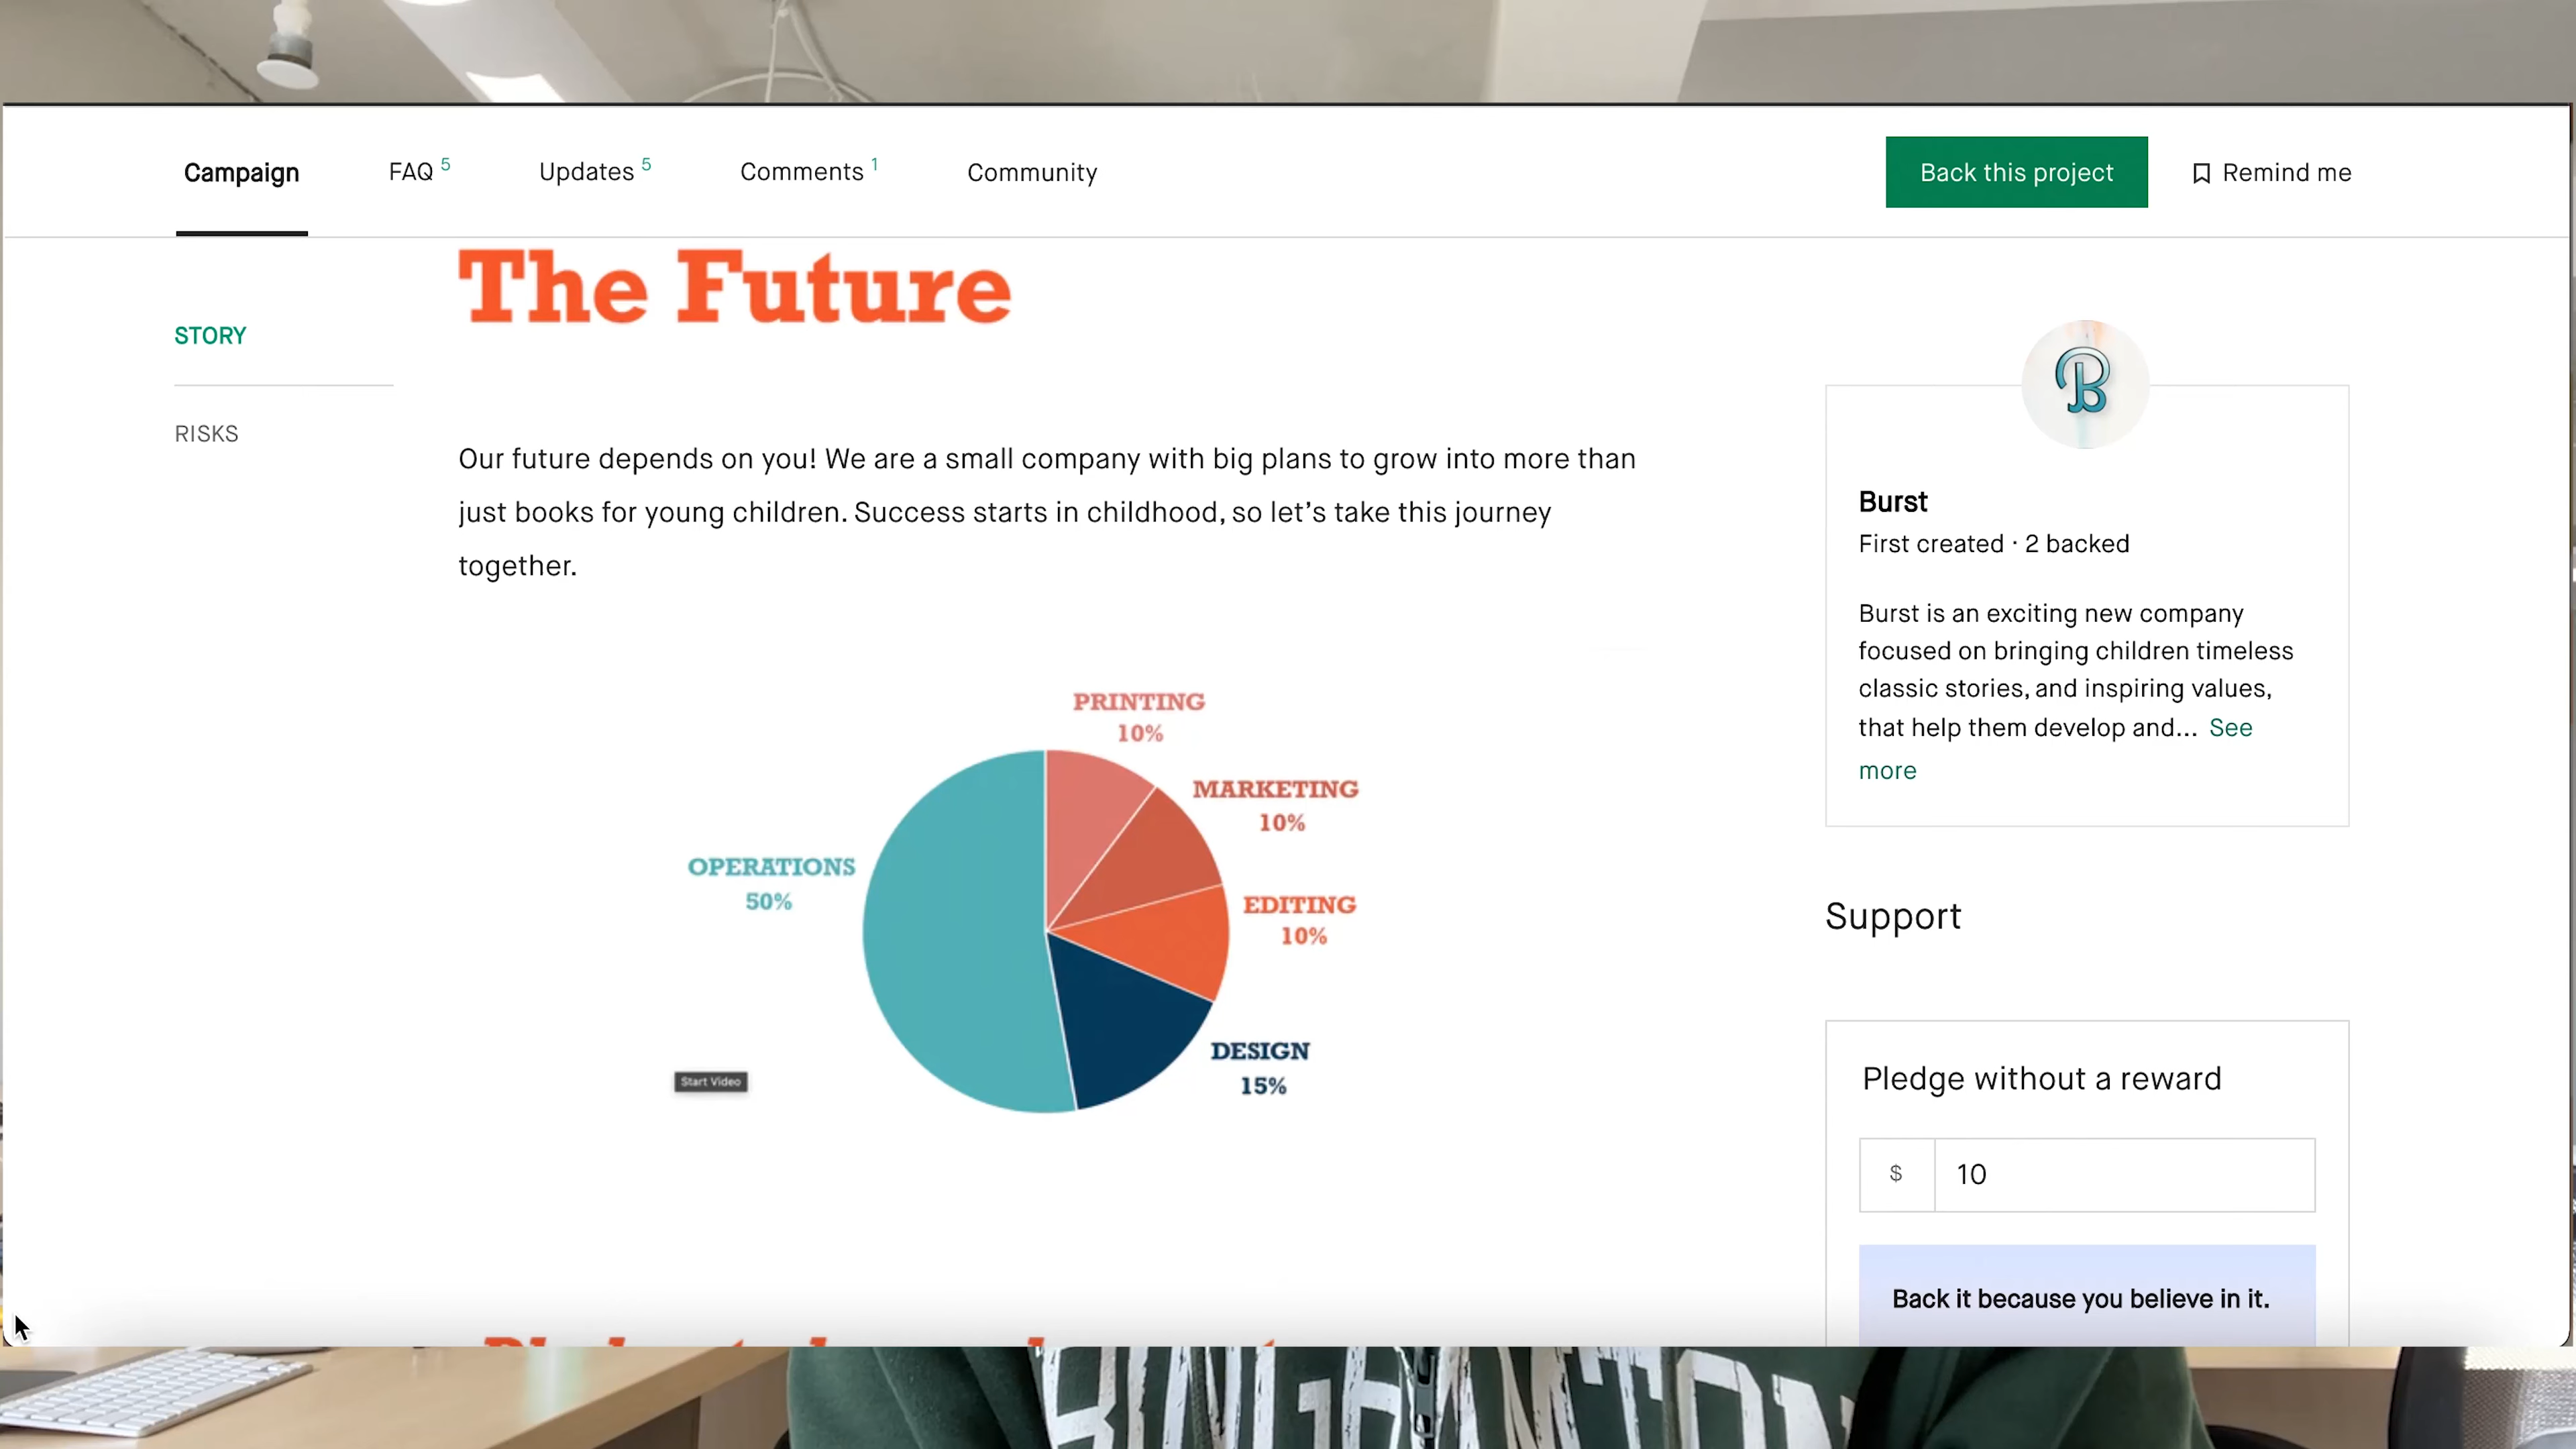 Campaign
FAQ 5
Updates 5
Comments 1
Community
Back this project
Remind me
The Future
STORY
RISKS
Our future depends on you! We are a small company with big plans to grow into more than
just books for young children. Success starts in childhood, so let’s take this journey
together.
PRINTING
10%
MARKETING
10%
OPERATIONS
50%
EDITING
10%
DESIGN
15%
Start Video
B
Burst
First created · 2 backed
Burst is an exciting new company
focused on bringing children timeless
classic stories, and inspiring values,
that help them develop and... See
more
Support
Pledge without a reward
$ 10
Back it because you believe in it.